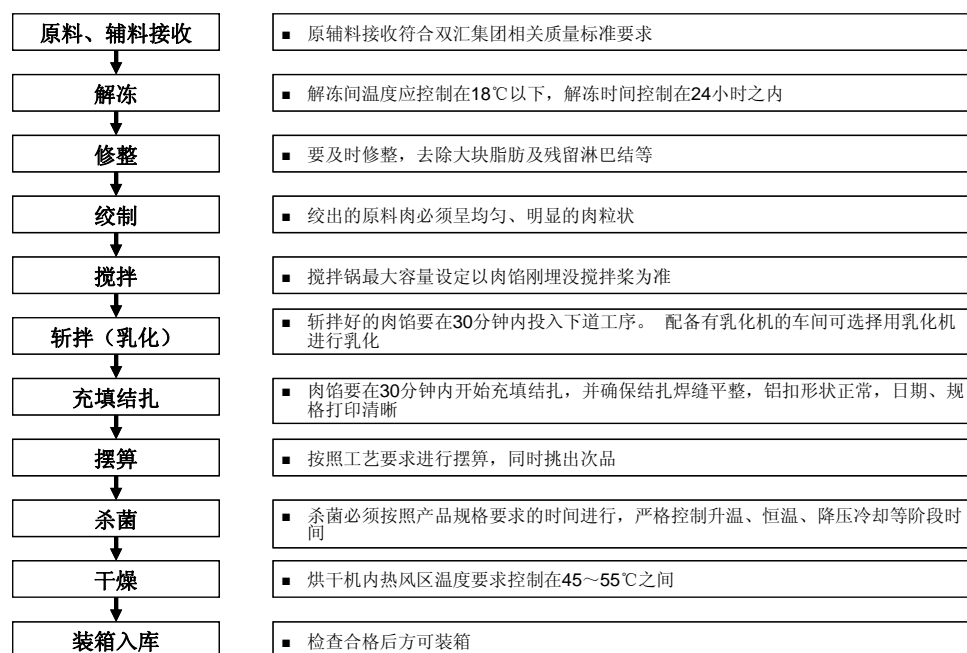 原料、辅料接收
■ 原辅料接收符合双汇集团相关质量标准要求
解冻
■ 解冻间温度应控制在18℃以下，解冻时间控制在24小时之内
修整
■ 要及时修整，去除大块脂肪及残留淋巴结等
绞制
■ 绞出的原料肉必须呈均匀、明显的肉粒状
搅拌
■ 搅拌锅最大容量设定以肉馅刚埋没搅拌桨为准
斩拌（乳化）
■ 斩拌好的肉馅要在30分钟内投入下道工序。 配备有乳化机的车间可选择用乳化机
进行乳化
充填结扎
■ 肉馅要在30分钟内开始充填结扎，并确保结扎焊缝平整，铝扣形状正常，日期、规
格打印清晰
摆箅
■ 按照工艺要求进行摆箅，同时挑出次品
杀菌
■ 杀菌必须按照产品规格要求的时间进行，严格控制升温、恒温、降压冷却等阶段时
间
干燥
■ 烘干机内热风区温度要求控制在45～55℃之间
装箱入库
■ 检查合格后方可装箱